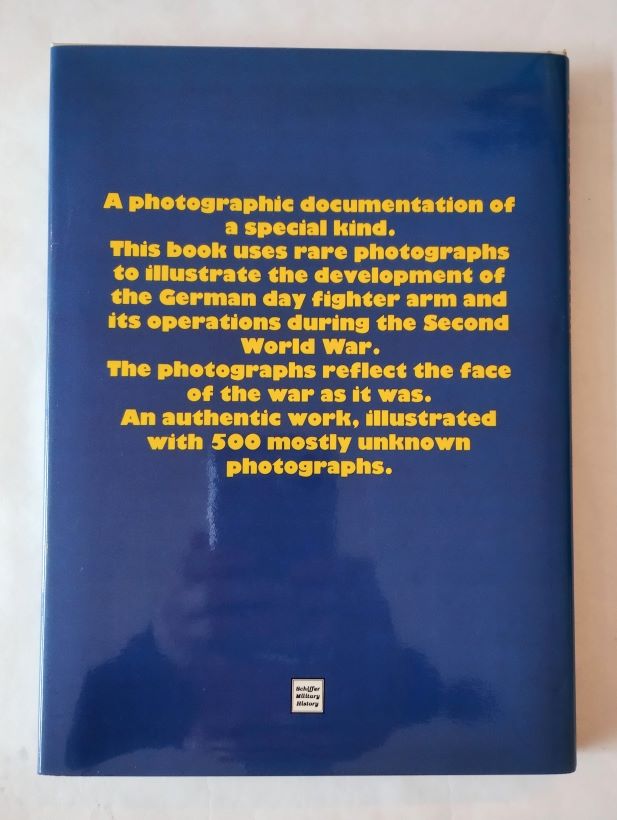 A photographic documentation of
a special kind.
This book uses rare photographs
to illustrate the development of
the German day fighter arm and
its operations during the Second
World War.
The photographs reflect the face
of the war as it was.
An authentic work, illustrated
with 500 mostly unknown
photographs.
Schiffer
Military
History